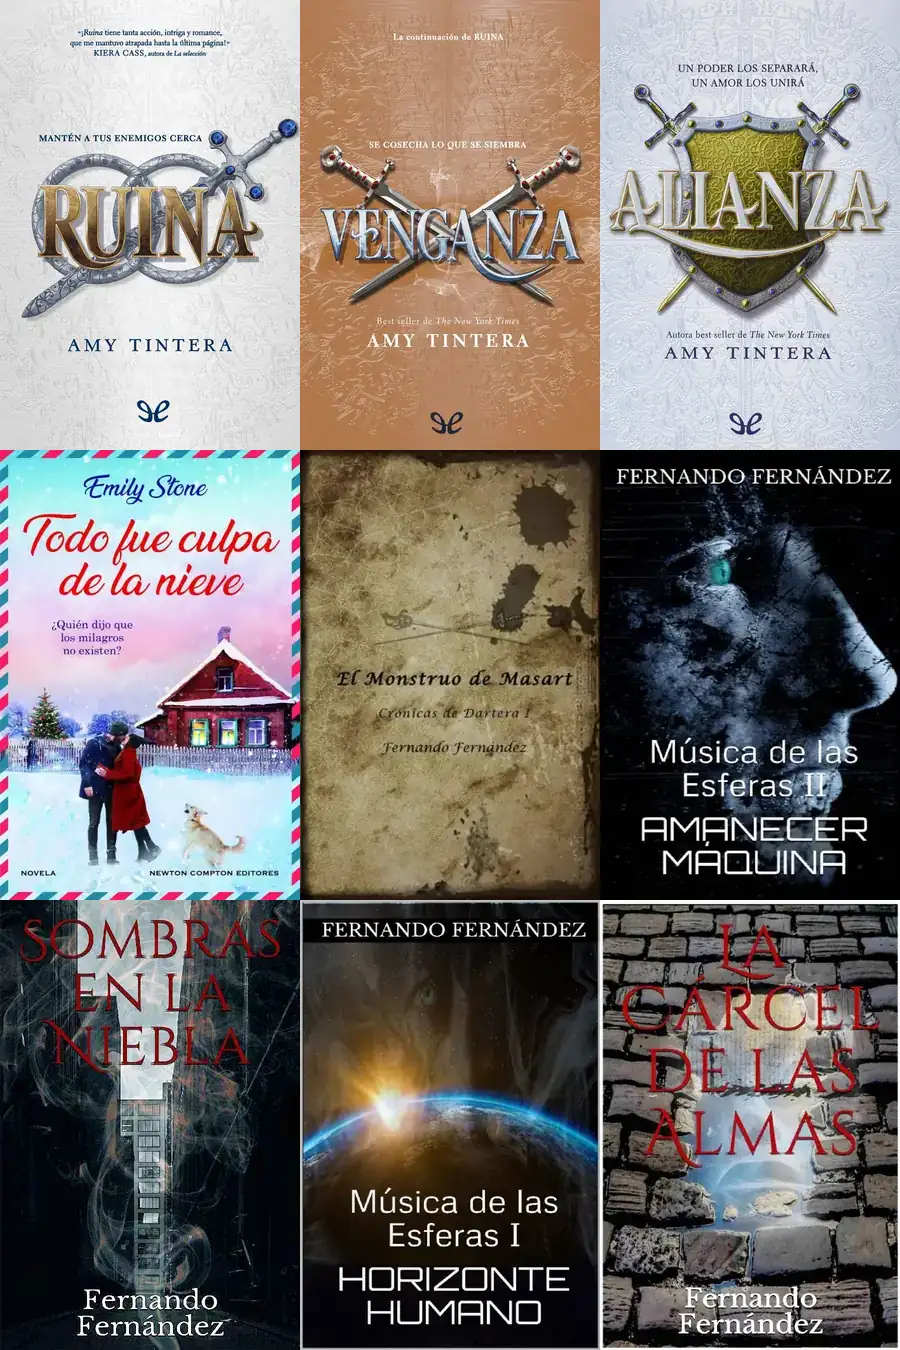 «¡Ruina tiene tanta acción, intriga y romance,
que me mantuvo atrapada hasta la última página!»
KIERA CASS, autora de La selección
MANTÉN A TUS ENEMIGOS CERCA
RUINA
AMY TINTERA
La continuación de RUINA
SE COSECHA LO QUE SE SIEMBRA
VENGANZA
Best seller de The New York Times
AMY TINTERA
UN PODER LOS SEPARARÁ,
UN AMOR LOS UNIRÁ
ALIANZA
Autora best seller de The New York Times
AMY TINTERA
Emily Stone
Todo fue culpa
de la nieve
¿Quién dijo que
los milagros
no existen?
NOVELA
NEWTON COMPTON EDITORES
El Monstruo de Masart
Crónicas de Dartera I
Fernando Fernández
FERNANDO FERNÁNDEZ
Música de las
Esferas II
AMANECER
MÁQUINA
SOMBRAS
EN LA
NIEBLA
Fernando
Fernández
FERNANDO FERNÁNDEZ
Música de las
Esferas I
HORIZONTE
HUMANO
LA
CARCEL
DE LAS
ALMAS
Fernando
Fernández